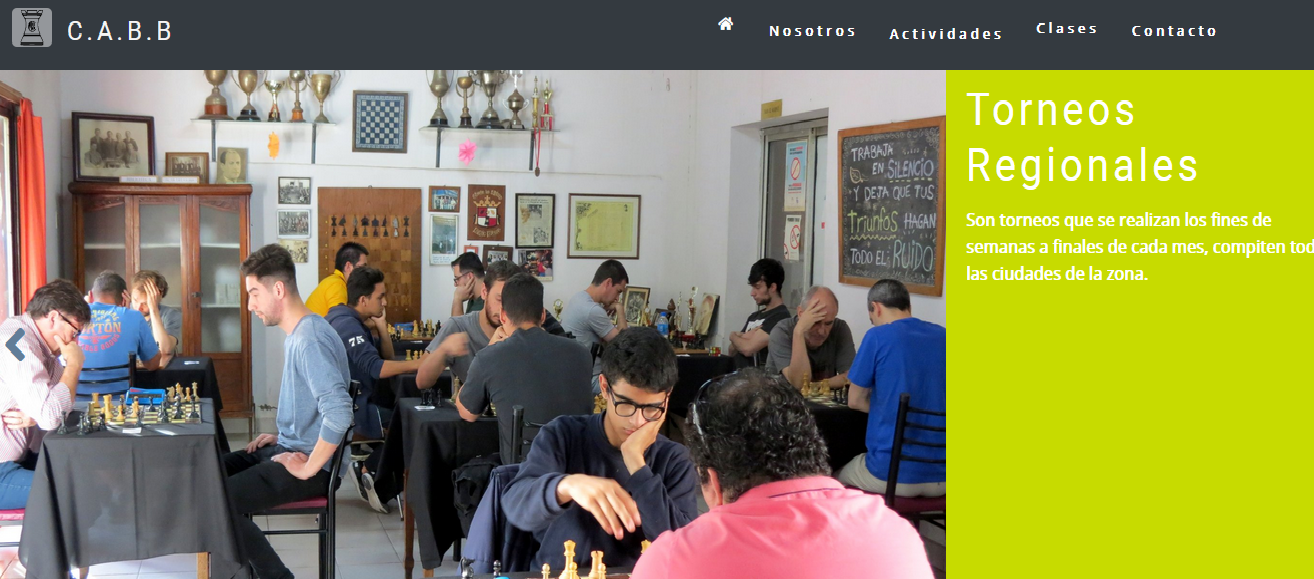 C.A.B.B
Nosotros
Actividades
Clases
Contacto
Torneos
Regionales
Son torneos que se realizan los fines de
semanas a finales de cada mes, compiten tod
las ciudades de la zona.
TRABAJA
EN SILENCIO
Y DEJA QUE TUS
TRIUNFOS HAGAN
TODO EL RUIDO